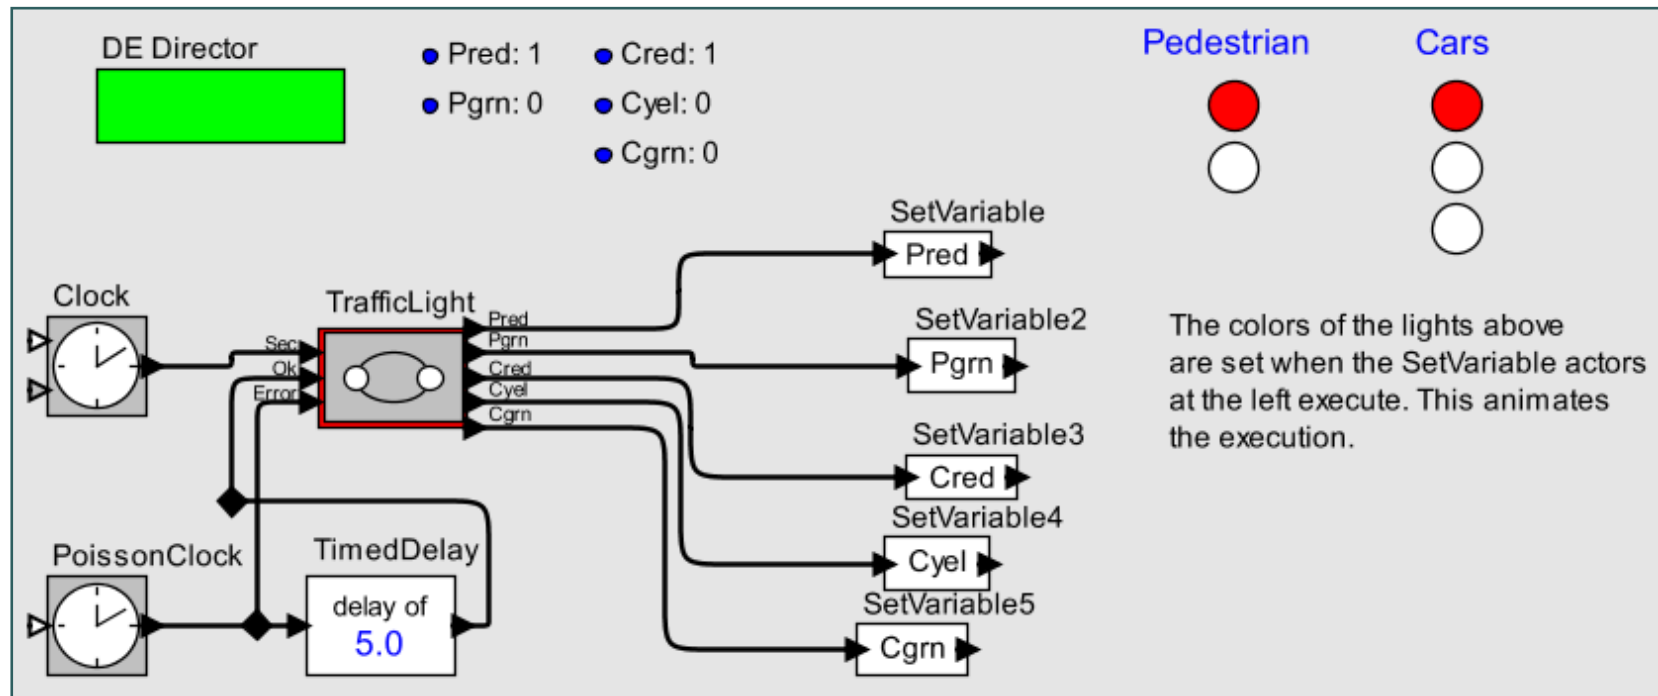 DE Director
Pred: 1
Pgrn: 0
Cred: 1
Cyel: 0
Cgrn: 0
Pedestrian
Cars
SetVariable
Pred
Clock
TrafficLight
Sec
Ok
Error
Pred
Pgrn
Cred
Cyel
Cgrn
SetVariable2
Pgrn
The colors of the lights above
are set when the SetVariable actors
at the left execute. This animates
the execution.
SetVariable3
Cred
SetVariable4
Cyel
SetVariable5
Cgrn
PoissonClock
TimedDelay
delay of
5.0